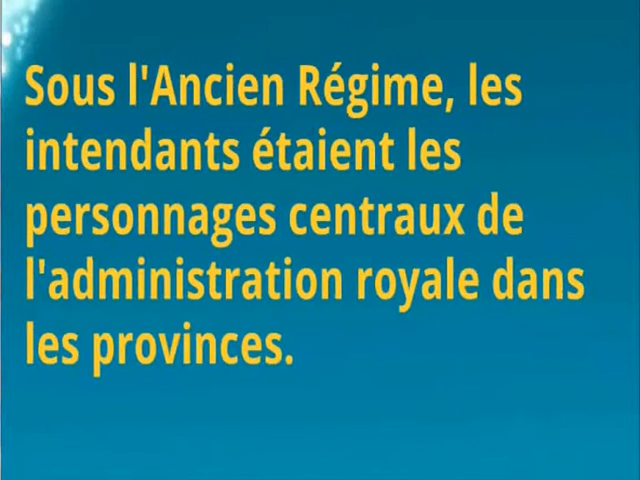 Sous l'Ancien Régime, les
intendants étaient les
personnages centraux de
l'administration royale dans
les provinces.